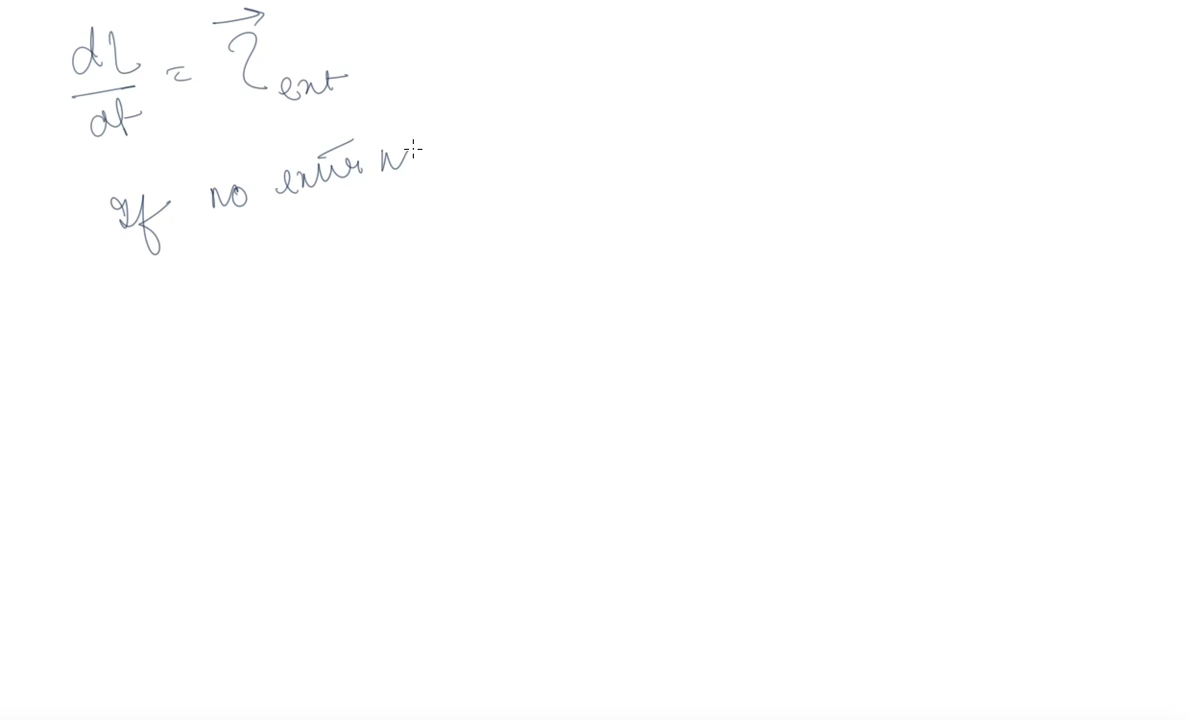 dL/dt = τ⃗ ext
If no exter n